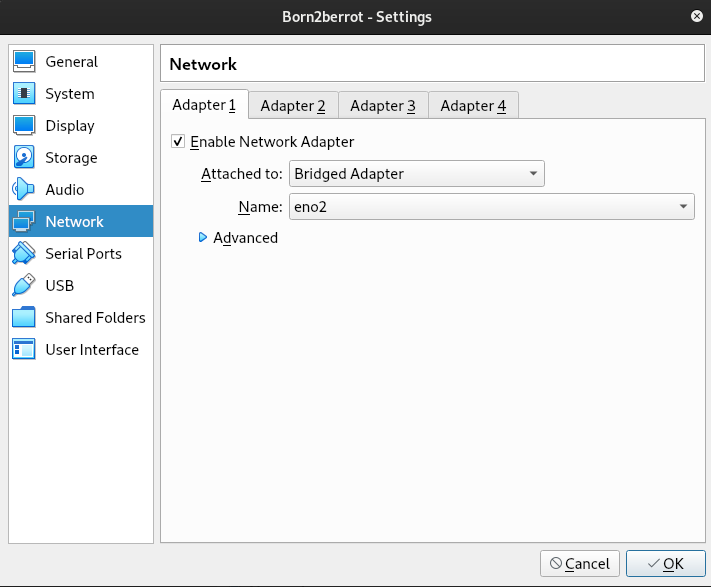 Born2berrot - Settings
General
System
Display
Storage
Audio
Network
Serial Ports
USB
Shared Folders
User Interface
Network
Adapter 1 Adapter 2 Adapter 3 Adapter 4
Enable Network Adapter
Attached to: Bridged Adapter
Name: eno2
Advanced
Cancel OK